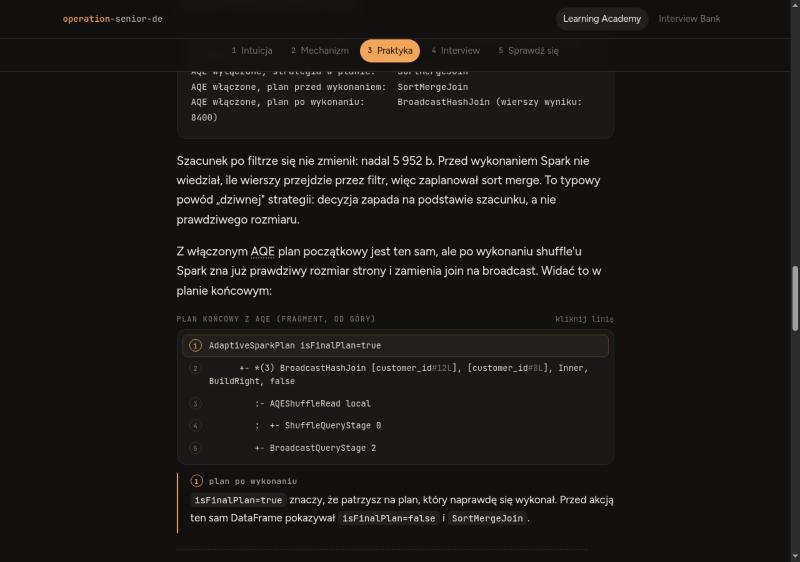 operation-senior-de
Learning Academy
Interview Bank
1 Intuicja
2 Mechanizm
3 Praktyka
4 Interview
5 Sprawdź się
AQE wyłączone, strategia w planie: SortMergeJoin
AQE włączone, plan przed wykonaniem: SortMergeJoin
AQE włączone, plan po wykonaniu: BroadcastHashJoin (wierszy wyniku:
8400)
Szacunek po filtrze się nie zmienił: nadal 5 952 b. Przed wykonaniem Spark nie
wiedział, ile wierszy przejdzie przez filtr, więc zaplanował sort merge. To typowy
powód „dziwnej" strategii: decyzja zapada na podstawie szacunku, a nie
prawdziwego rozmiaru.
Z włączonym AQE plan początkowy jest ten sam, ale po wykonaniu shuffle'u
Spark zna już prawdziwy rozmiar strony i zamienia join na broadcast. Widać to w
planie końcowym:
PLAN KOŃCOWY Z AQE (FRAGMENT, OD GÓRY)
kliknij linię
1 AdaptiveSparkPlan isFinalPlan=true
2 +- *(3) BroadcastHashJoin [customer_id#12L], [customer_id#8L], Inner,
BuildRight, false
3 :- AQEShuffleRead local
4 : +- ShuffleQueryStage 0
5 +- BroadcastQueryStage 2
1 plan po wykonaniu
isFinalPlan=true znaczy, że patrzysz na plan, który naprawdę się wykonał. Przed akcją
ten sam DataFrame pokazywał isFinalPlan=false i SortMergeJoin.